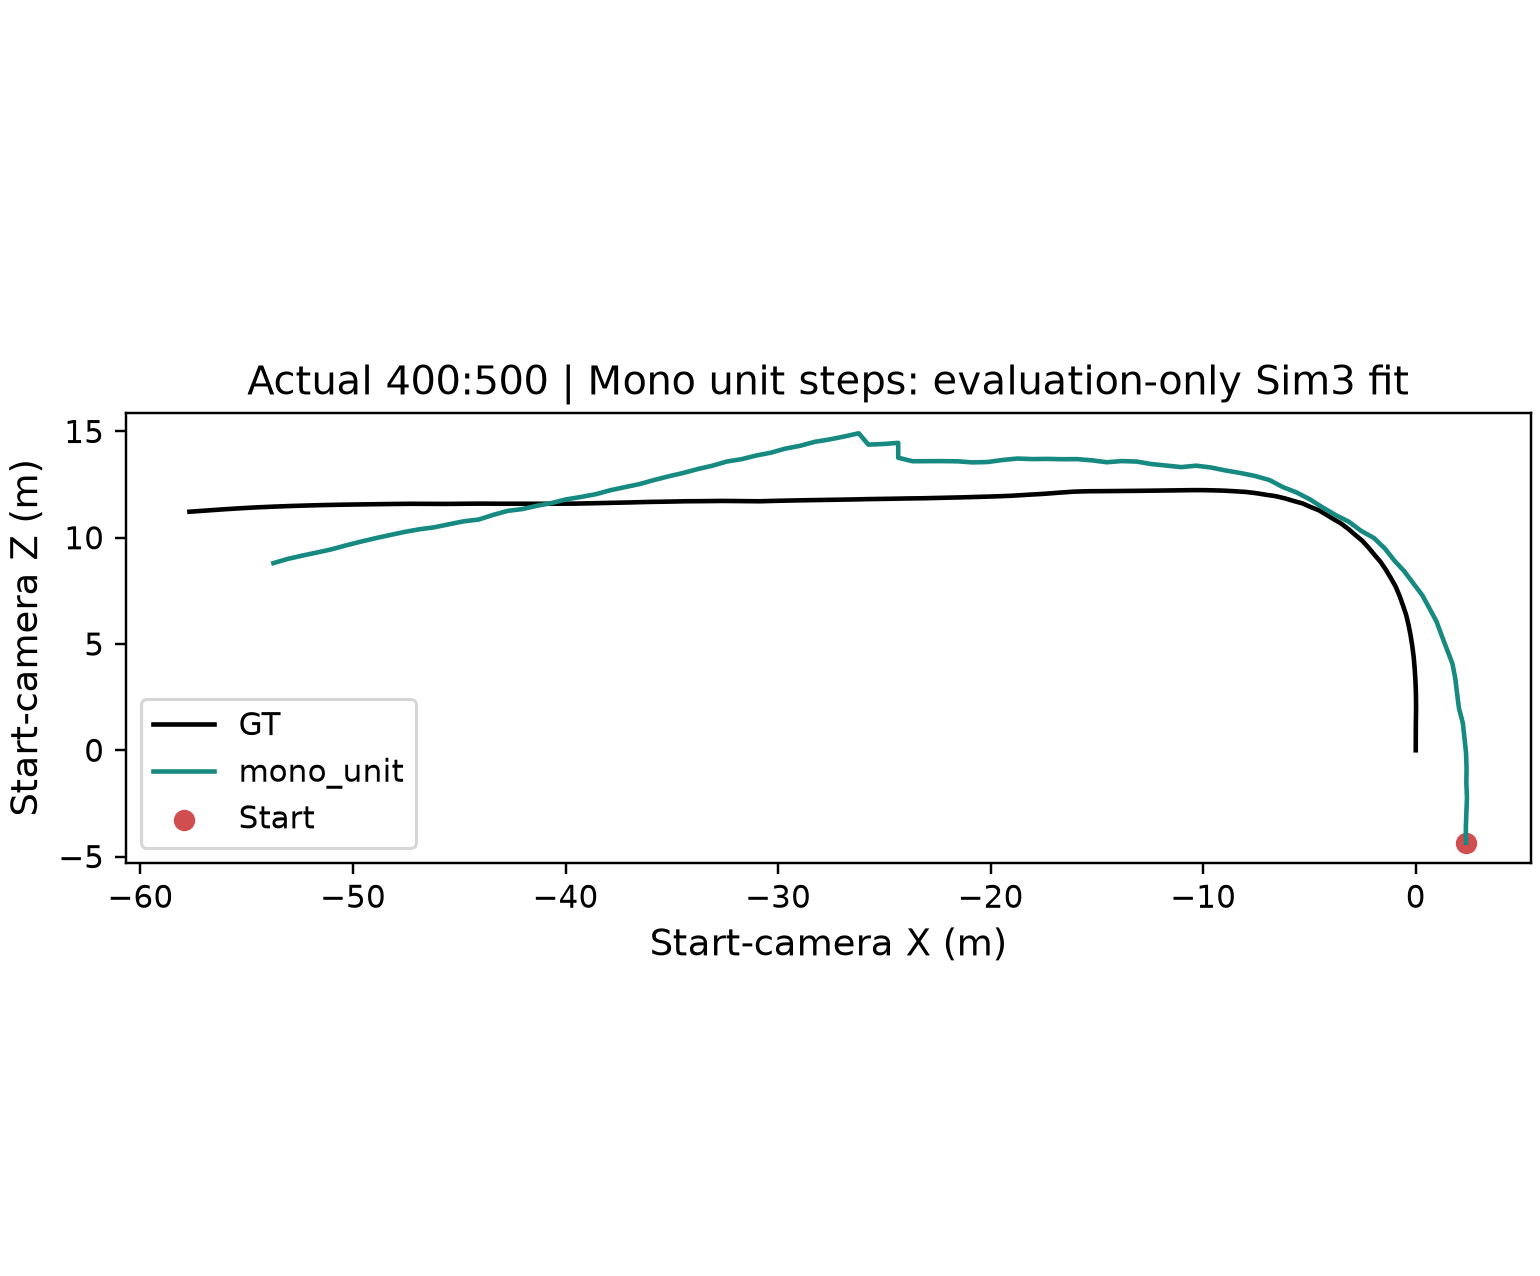 Actual 400:500 | Mono unit steps: evaluation-only Sim3 fit
Start-camera Z (m)
15
10
5
0
−5
GT
mono_unit
Start
−60 −50 −40 −30 −20 −10 0
Start-camera X (m)